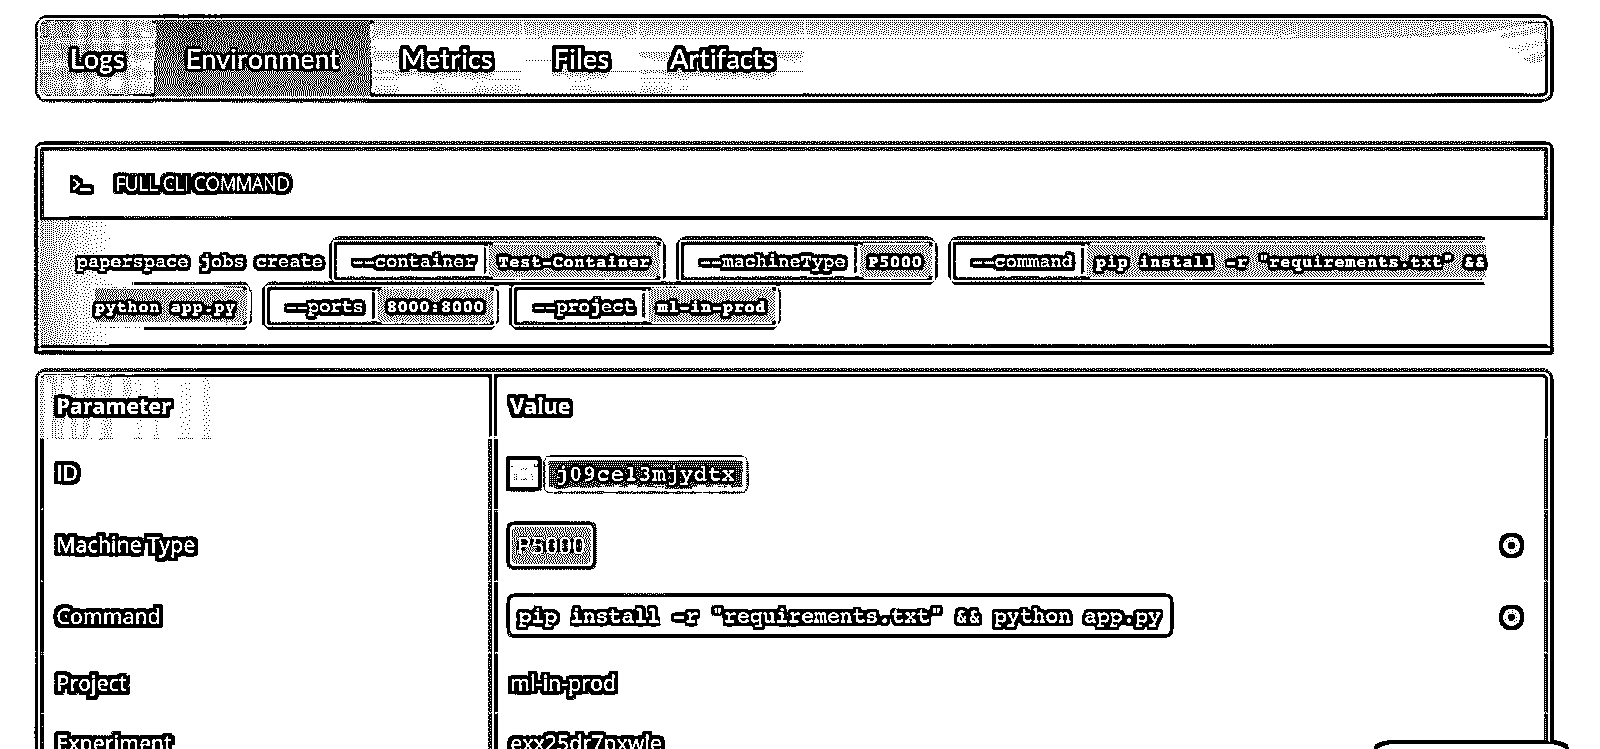 Logs Environment Metrics Files Artifacts
>_ FULL CLI COMMAND
paperspace jobs create --container Test-Container --machineType P5000 --command pip install -r "requirements.txt" &&
python app.py --ports 8000:8000 --project ml-in-prod
Parameter Value
ID j09cel3mjydtx
Machine Type P5000
Command pip install -r "requirements.txt" && python app.py
Project ml-in-prod
Experiment exx25dr7pxwle